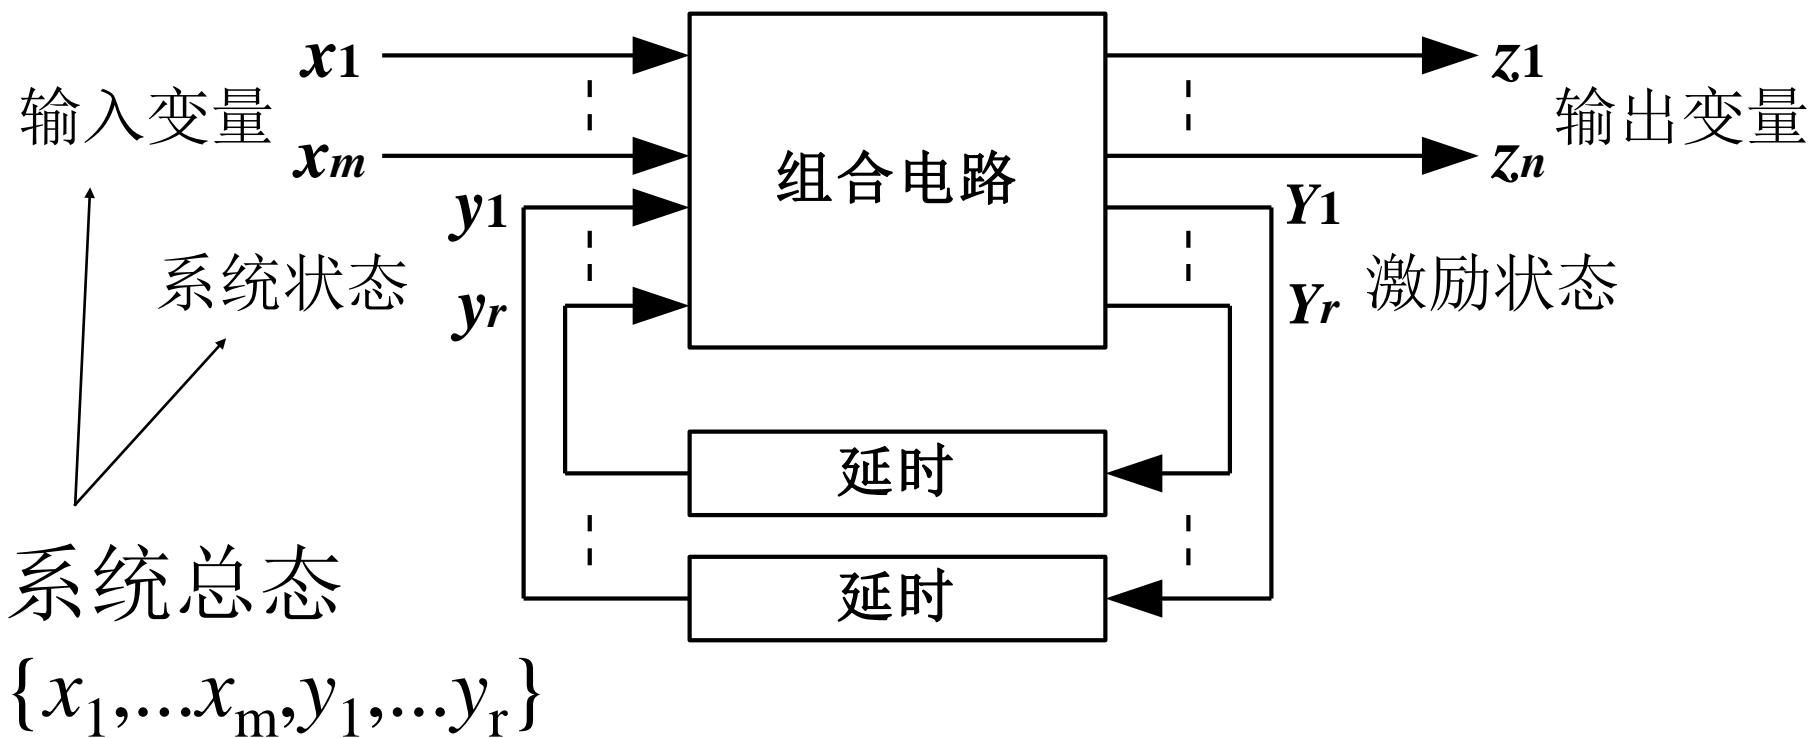 x1
z1
输入变量
输出变量
xm
组合电路
zn
y1
Y1
系统状态
激励状态
yr
Yr
延时
系统总态
延时
{x1,...xm,y1,...yr}